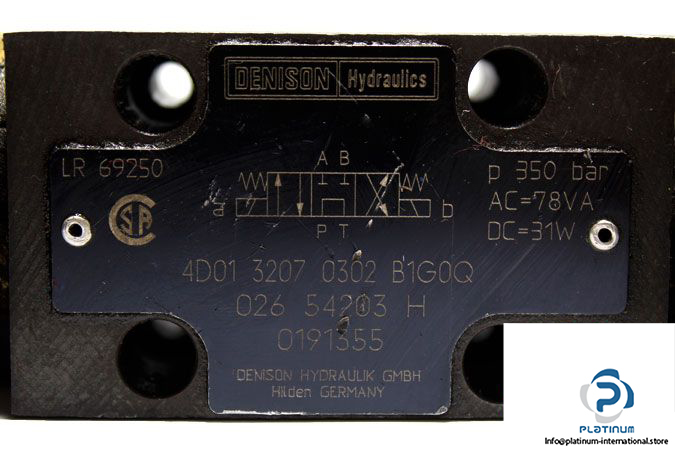 DENISON Hydraulics
LR 69250
A B
p 350 bar
AC=78VA
DC=31W
CSA
a b
P T
4D01 3207 0302 B1G0Q
026 54203 H
0191355
DENISON HYDRAULIK GMBH
Hilden GERMANY
PLATINUM
info@platinum-international.store